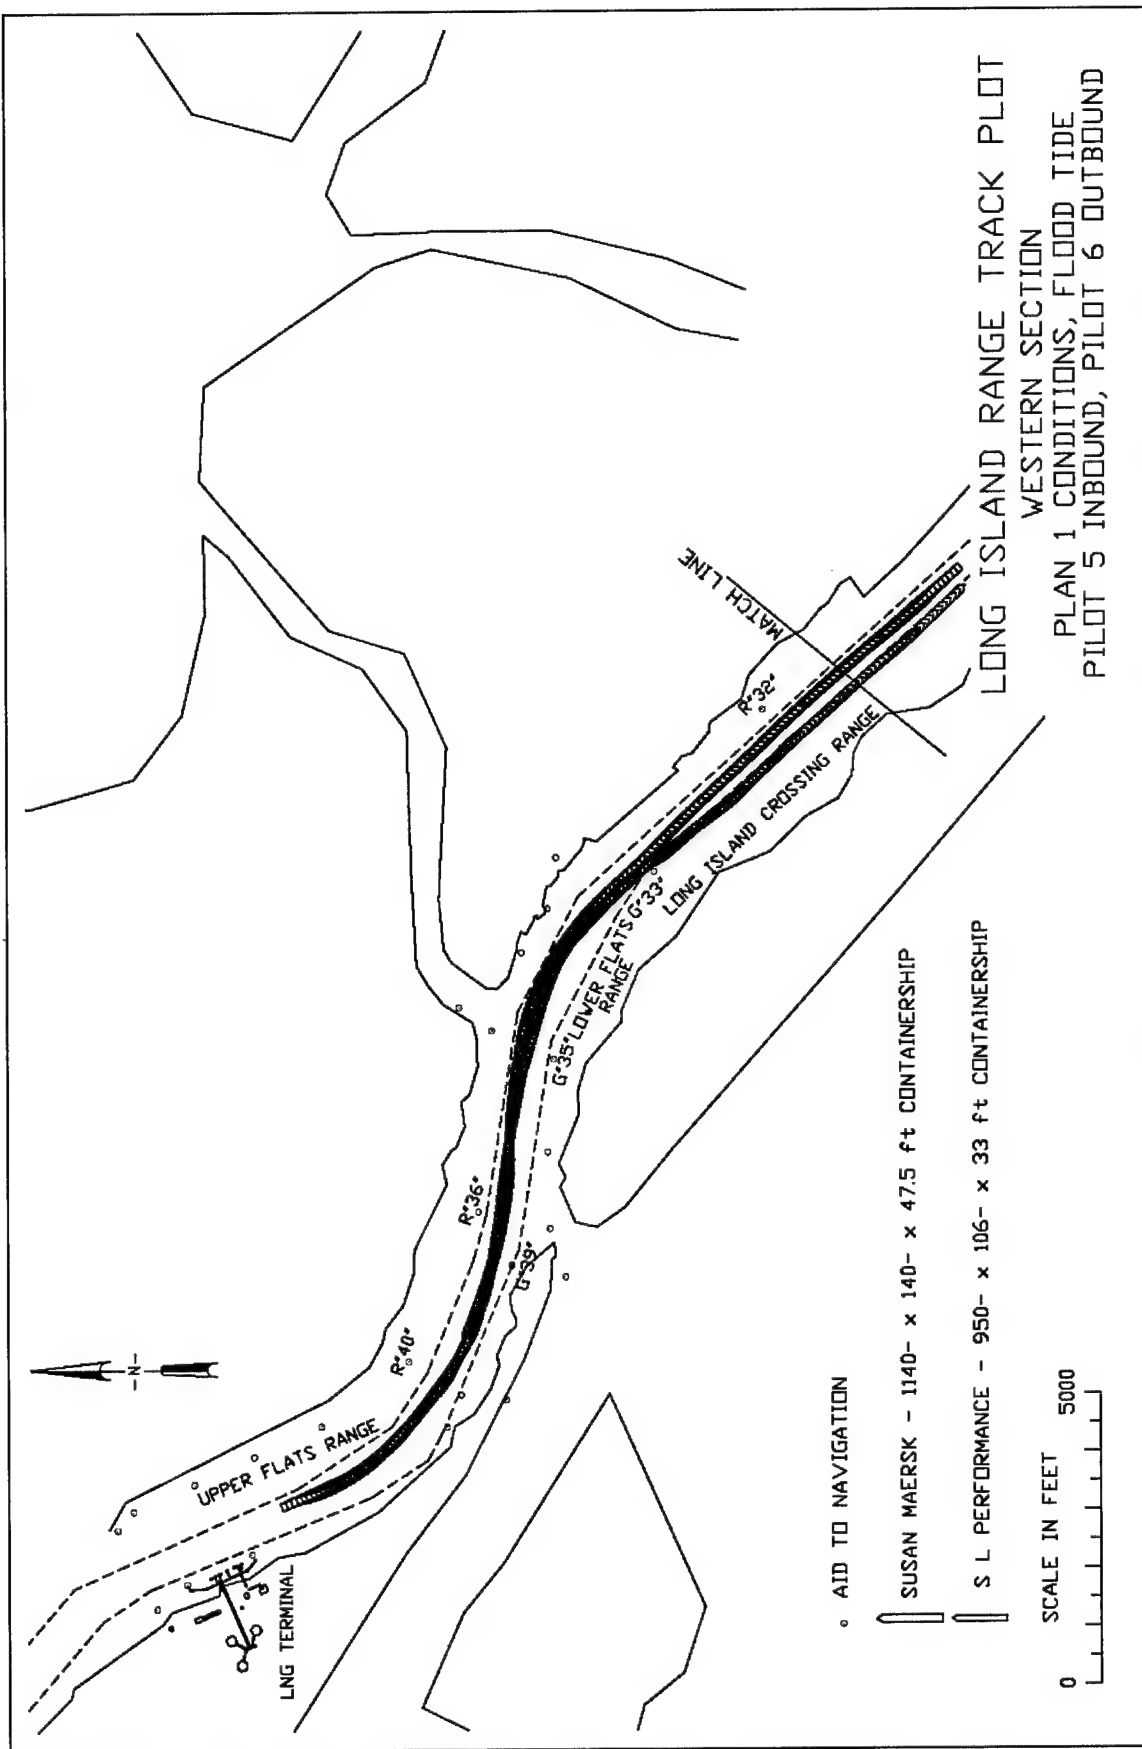 LONG ISLAND RANGE TRACK PLOT
WESTERN SECTION
PLAN 1 CONDITIONS, FLOOD TIDE
PILOT 5 INBOUND, PILOT 6 OUTBOUND
-N-
UPPER FLATS RANGE
LNG TERMINAL
R"40"
R"36"
G"39"
G"35"
LOWER FLATS
RANGE
G"33"
LONG ISLAND CROSSING RANGE
R"32"
MATCH LINE
AID TO NAVIGATION
SUSAN MAERSK - 1140- x 140- x 47.5 ft CONTAINERSHIP
S L PERFORMANCE - 950- x 106- x 33 ft CONTAINERSHIP
SCALE IN FEET
0 5000